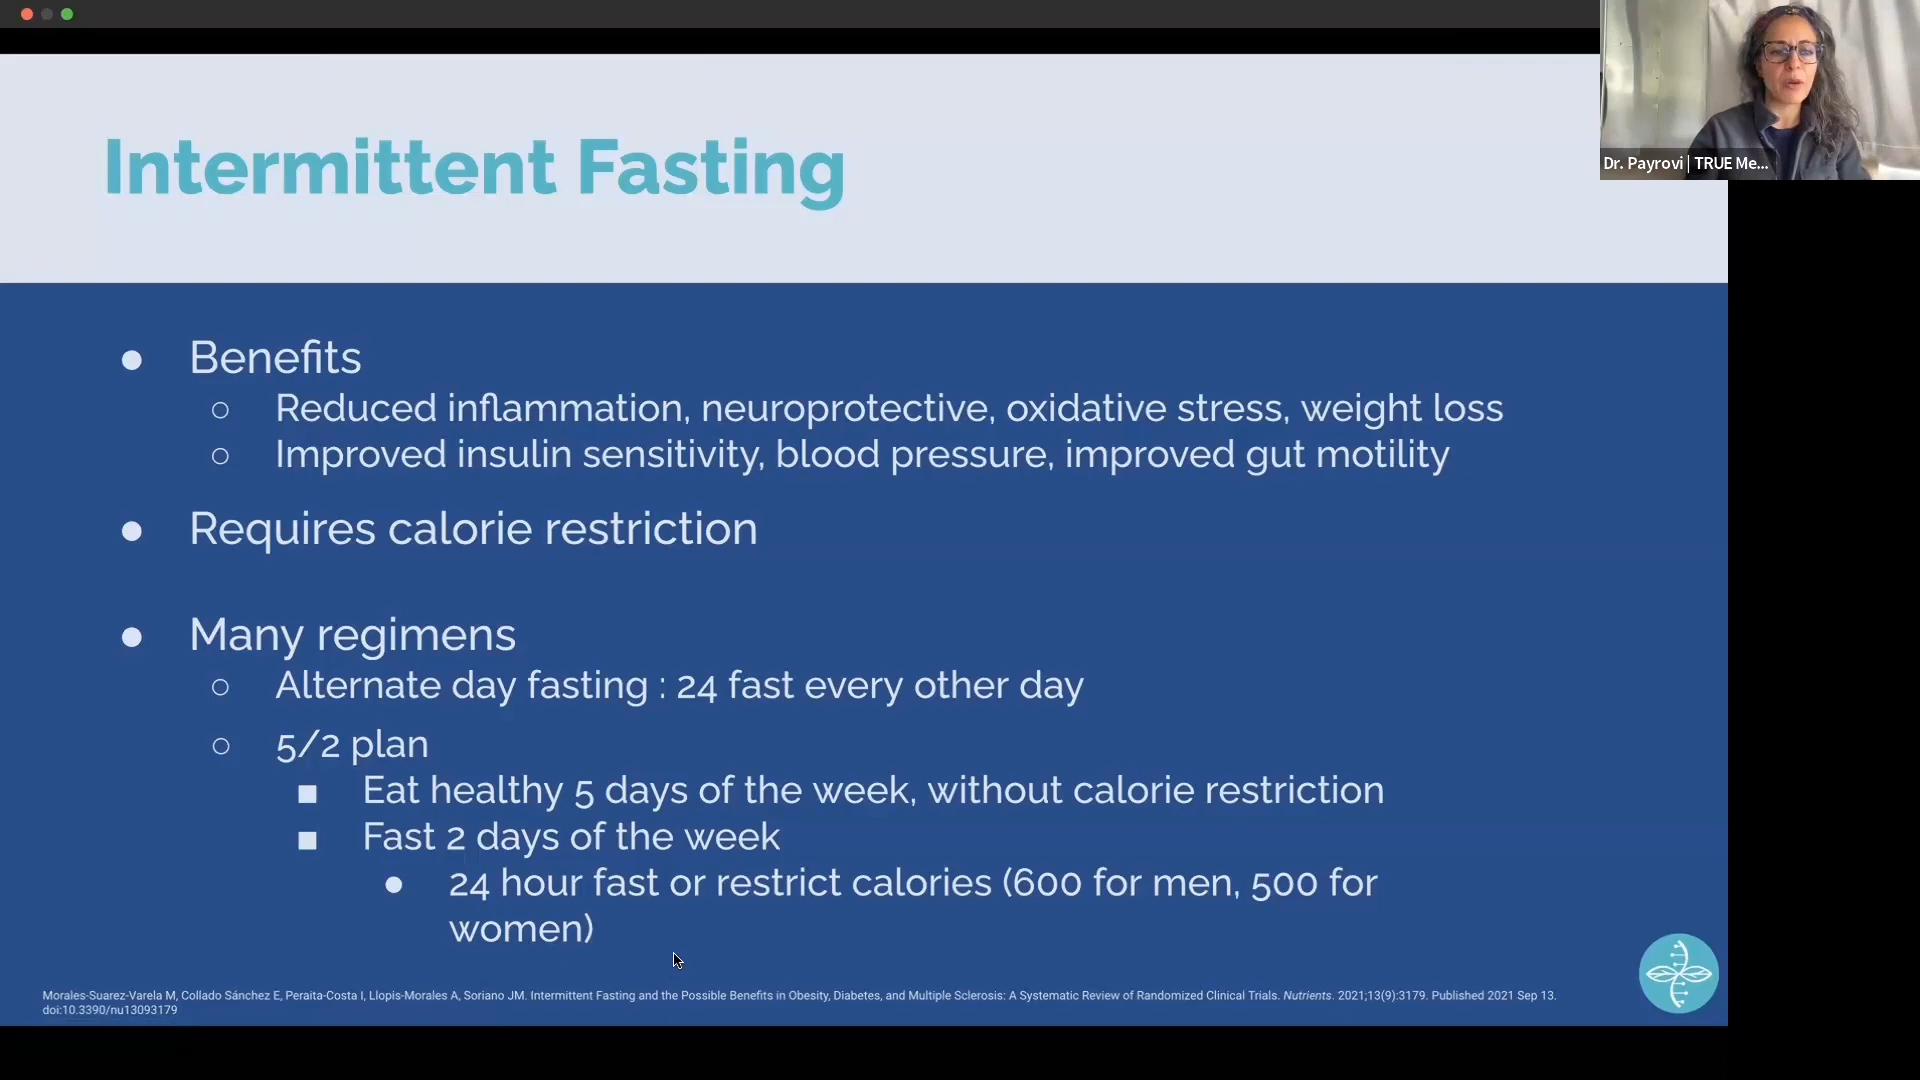 Dr. Payrovi | TRUE Me...
Intermittent Fasting
● Benefits
○ Reduced inflammation, neuroprotective, oxidative stress, weight loss
○ Improved insulin sensitivity, blood pressure, improved gut motility
● Requires calorie restriction
● Many regimens
○ Alternate day fasting : 24 fast every other day
○ 5/2 plan
■ Eat healthy 5 days of the week, without calorie restriction
■ Fast 2 days of the week
● 24 hour fast or restrict calories (600 for men, 500 for
women)
Morales-Suarez-Varela M, Collado Sánchez E, Peraita-Costa I, Llopis-Morales A, Soriano JM. Intermittent Fasting and the Possible Benefits in Obesity, Diabetes, and Multiple Sclerosis: A Systematic Review of Randomized Clinical Trials. Nutrients. 2021;13(9):3179. Published 2021 Sep 13.
doi:10.3390/nu13093179